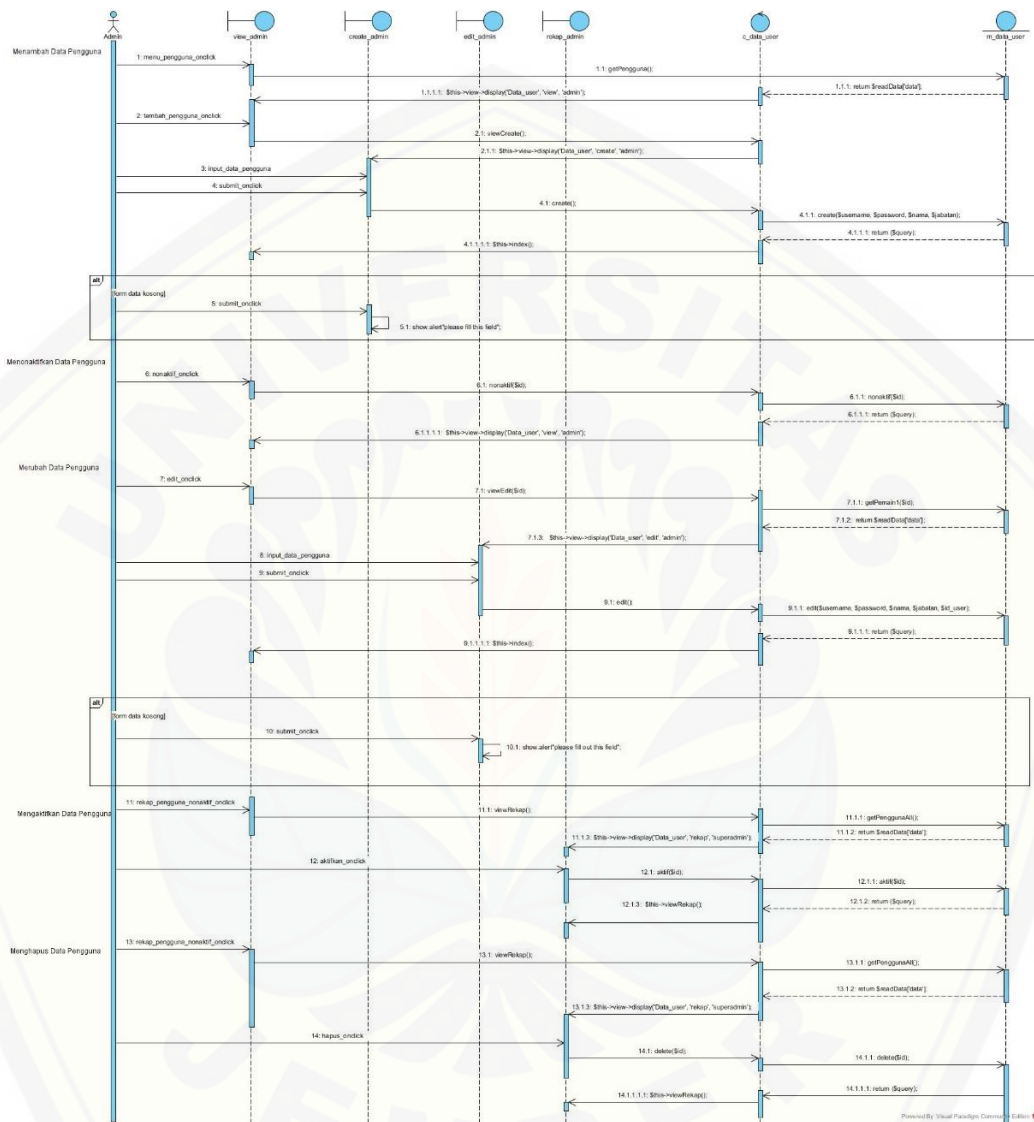 Admin
view_admin
create_admin
edit_admin
rekap_admin
c_data_user
m_data_user
Menambah Data Pengguna
1: menu_pengguna_onclick
1.1: getPengguna();
1.1.1: return $readData['data'];
1.1.1.1: $this->view->display('Data_user', 'view', 'admin');
2: tambah_pengguna_onclick
2.1: viewCreate();
2.1.1: $this->view->display('Data_user', 'create', 'admin');
3: input_data_pengguna
4: submit_onclick
4.1: create();
4.1.1: create($username, $password, $nama, $jabatan);
4.1.1.1: return ($query);
4.1.1.1.1: $this->index();
alt
[form data kosong]
5: submit_onclick
5.1: show.alert"please fill this field";
Menonaktifkan Data Pengguna
6: nonaktif_onclick
6.1: nonaktif($id);
6.1.1: nonaktif($id);
6.1.1.1: return ($query);
6.1.1.1.1: $this->view->display('Data_user', 'view', 'admin');
Merubah Data Pengguna
7: edit_onclick
7.1: viewEdit($id);
7.1.1: getPemain1($id);
7.1.2: return $readData['data'];
7.1.3: $this->view->display('Data_user', 'edit', 'admin');
8: input_data_pengguna
9: submit_onclick
9.1: edit();
9.1.1: edit($username, $password, $nama, $jabatan, $id_user);
9.1.1.1: return ($query);
9.1.1.1.1: $this->index();
alt
[form data kosong]
10: submit_onclick
10.1: show.alert"please fill out this field";
Mengaktifkan Data Pengguna
11: rekap_pengguna_nonaktif_onclick
11.1: viewRekap();
11.1.1: getPenggunaAll();
11.1.2: return $readData['data'];
11.1.3: $this->view->display('Data_user', 'rekap', 'superadmin');
12: aktifkan_onclick
12.1: aktif($id);
12.1.1: aktif($id);
12.1.2: return ($query);
12.1.3: $this->viewRekap();
Menghapus Data Pengguna
13: rekap_pengguna_nonaktif_onclick
13.1: viewRekap();
13.1.1: getPenggunaAll();
13.1.2: return $readData['data'];
13.1.3: $this->view->display('Data_user', 'rekap', 'superadmin');
14: hapus_onclick
14.1: delete($id);
14.1.1: delete($id);
14.1.1.1: return ($query);
14.1.1.1.1: $this->viewRekap();
Powered By Visual Paradigm Community Edition
UNIVERSITAS